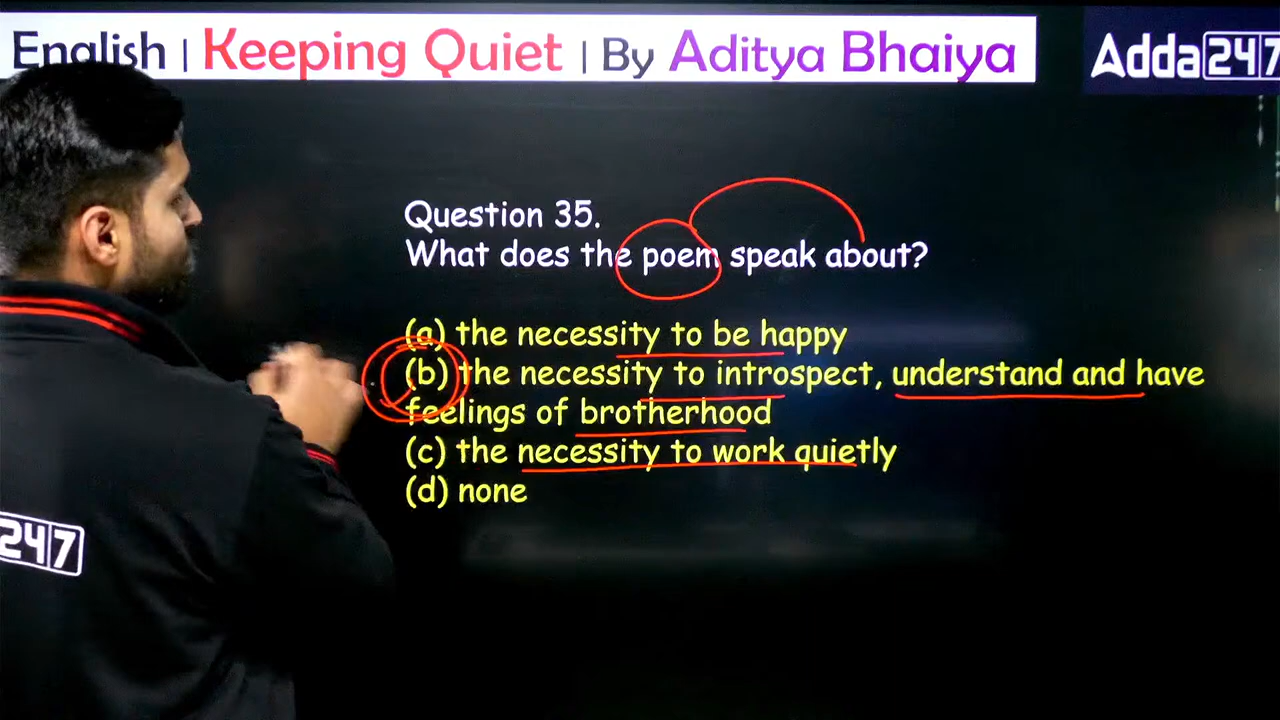 English | Keeping Quiet | By Aditya Bhaiya
Adda247
Question 35.
What does the poem speak about?
(a) the necessity to be happy
(b) the necessity to introspect, understand and have
feelings of brotherhood
(c) the necessity to work quietly
(d) none
247